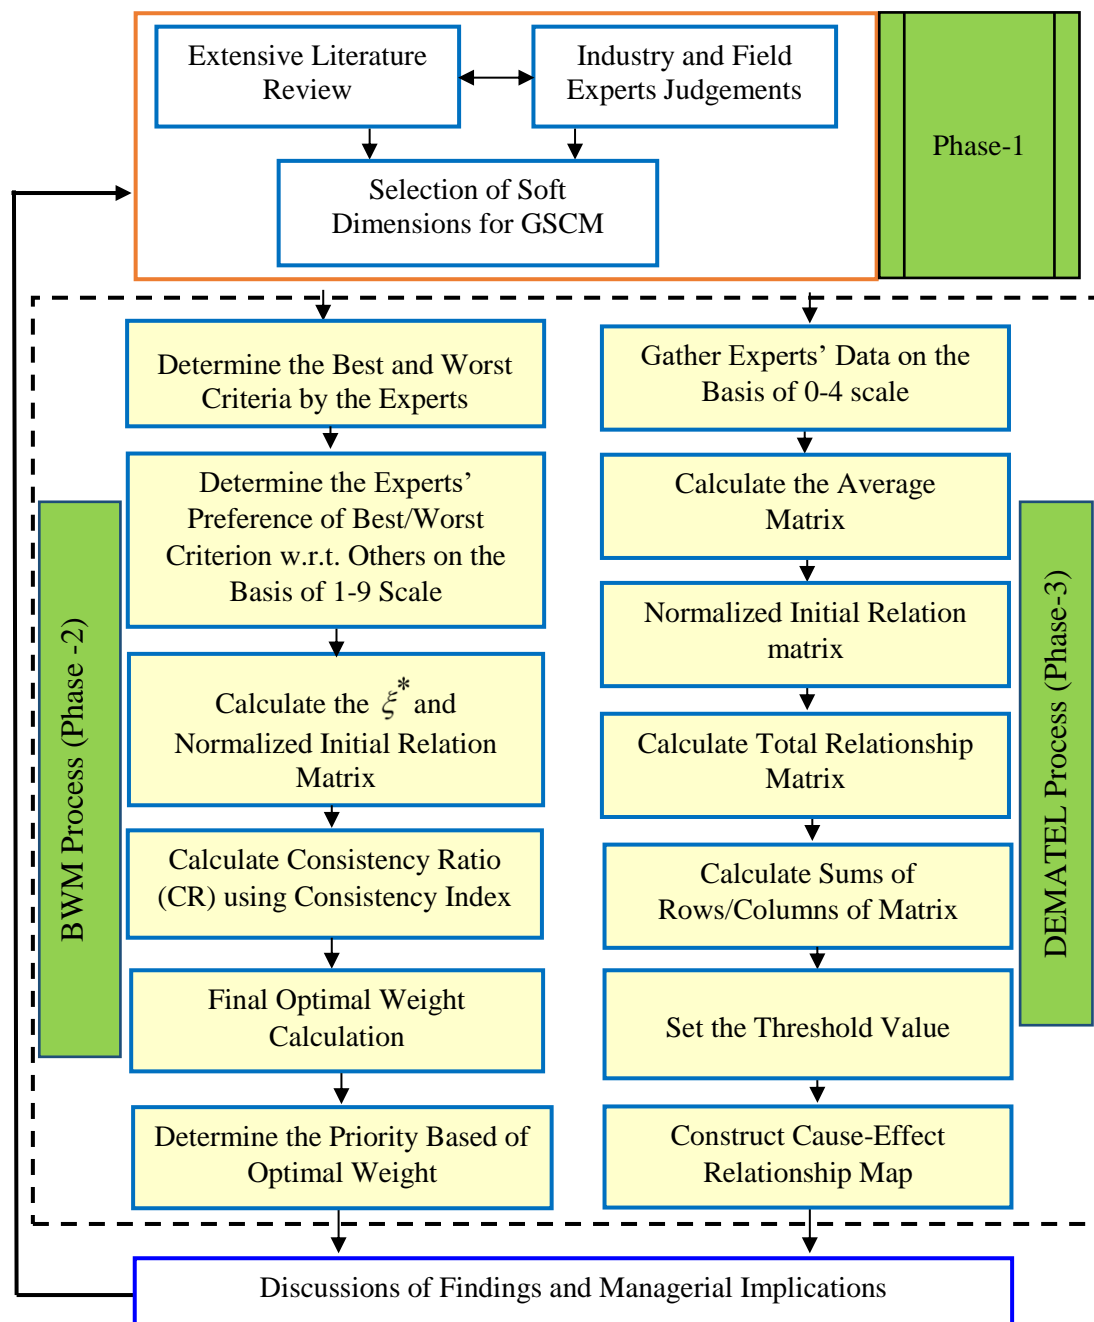 Extensive Literature
Review
Industry and Field
Experts Judgements
Selection of Soft
Dimensions for GSCM
Phase-1
Determine the Best and Worst
Criteria by the Experts
Determine the Experts’
Preference of Best/Worst
Criterion w.r.t. Others on the
Basis of 1-9 Scale
Calculate the ξ* and
Normalized Initial Relation
Matrix
Calculate Consistency Ratio
(CR) using Consistency Index
Final Optimal Weight
Calculation
Determine the Priority Based of
Optimal Weight
BWM Process (Phase -2)
Gather Experts’ Data on the
Basis of 0-4 scale
Calculate the Average
Matrix
Normalized Initial Relation
matrix
Calculate Total Relationship
Matrix
Calculate Sums of
Rows/Columns of Matrix
Set the Threshold Value
Construct Cause-Effect
Relationship Map
DEMATEL Process (Phase-3)
Discussions of Findings and Managerial Implications